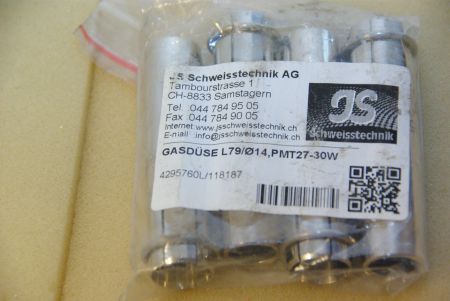 JS Schweisstechnik AG
Tambourstrasse 1
CH-8833 Samstagern
Tel. :044 784 95 05
Fax :044 784 90 05
Internet:www.jsschweisstechnik.ch
E-mail :info@jsschweisstechnik.ch
JS
schweisstechnik
GASDÜSE L79/Ø14,PMT27-30W
4295760L/118187